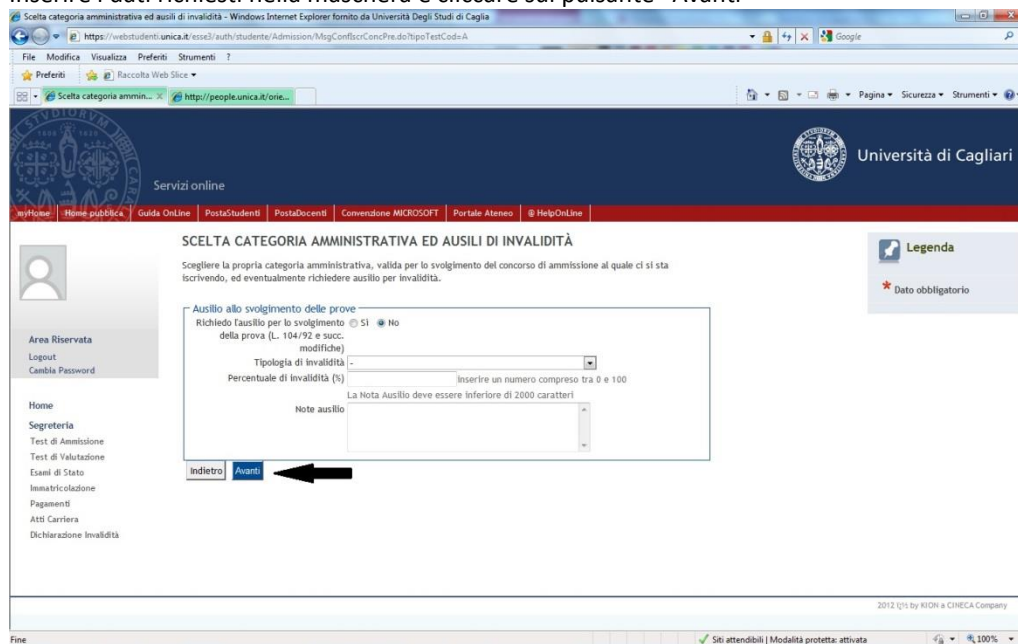 inserire i dati richiesti nella maschera e cliccare sul pulsante "Avanti"
Scelta categoria amministrativa ed ausili di invalidità - Windows Internet Explorer fornito da Università Degli Studi di Caglia
https://webstudenti.unica.it/esse3/auth/studente/Admission/MsgConfIscrConcPre.do?tipoTestCod=A
Google
File Modifica Visualizza Preferiti Strumenti ?
Preferiti Raccolta Web Slice
Scelta categoria ammin... http://people.unica.it/orie... Pagina Sicurezza Strumenti
Università di Cagliari
Servizi online
myHome Home pubblica Guida OnLine PostaStudenti PostaDocenti Convenzione MICROSOFT Portale Ateneo @ HelpOnLine
SCELTA CATEGORIA AMMINISTRATIVA ED AUSILI DI INVALIDITÀ
Scegliere la propria categoria amministrativa, valida per lo svolgimento del concorso di ammissione al quale ci si sta
iscrivendo, ed eventualmente richiedere ausilio per invalidità.
Legenda
* Dato obbligatorio
Ausilio allo svolgimento delle prove
Richiedo l'ausilio per lo svolgimento Sì No
della prova (L. 104/92 e succ.
modifiche)
Tipologia di invalidità -
Percentuale di invalidità (%) Inserire un numero compreso tra 0 e 100
La Nota Ausilio deve essere inferiore di 2000 caratteri
Note ausilio
Indietro Avanti
Area Riservata
Logout
Cambia Password
Home
Segreteria
Test di Ammissione
Test di Valutazione
Esami di Stato
Immatricolazione
Pagamenti
Atti Carriera
Dichiarazione Invalidità
2012 by KION a CINECA Company
Fine Siti attendibili | Modalità protetta: attivata 100%